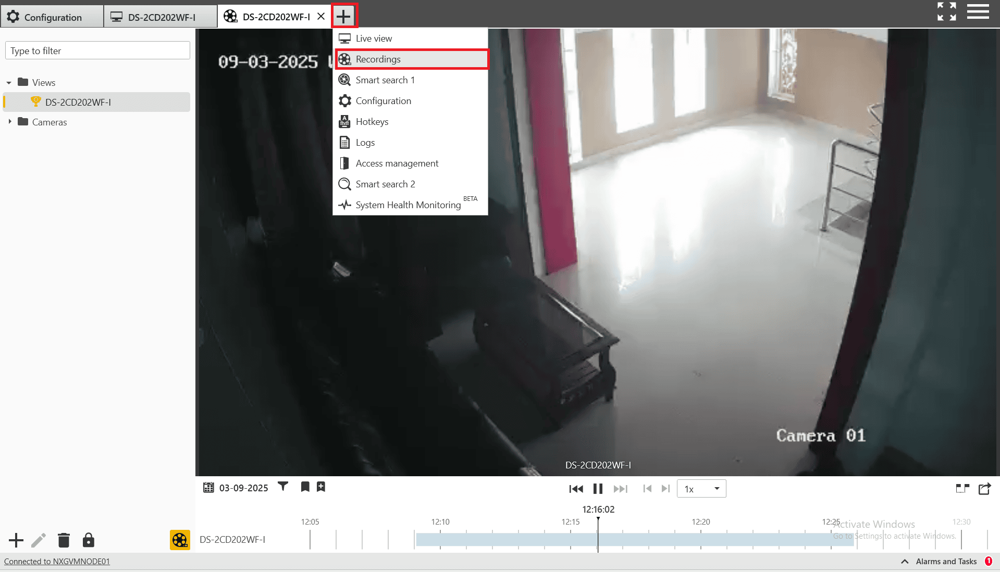 Configuration
DS-2CD202WF-I
DS-2CD202WF-I
Type to filter
Views
DS-2CD202WF-I
Cameras
Live view
Recordings
Smart search 1
Configuration
Hotkeys
Logs
Access management
Smart search 2
System Health Monitoring BETA
09-03-2025
Camera 01
DS-2CD202WF-I
03-09-2025
1x
12:16:02
12:05 12:10 12:15 12:20 12:25 12:30
DS-2CD202WF-I
Activate Windows
Go to Settings to activate Windows.
Connected to NXGVMNODE01
Alarms and Tasks 1